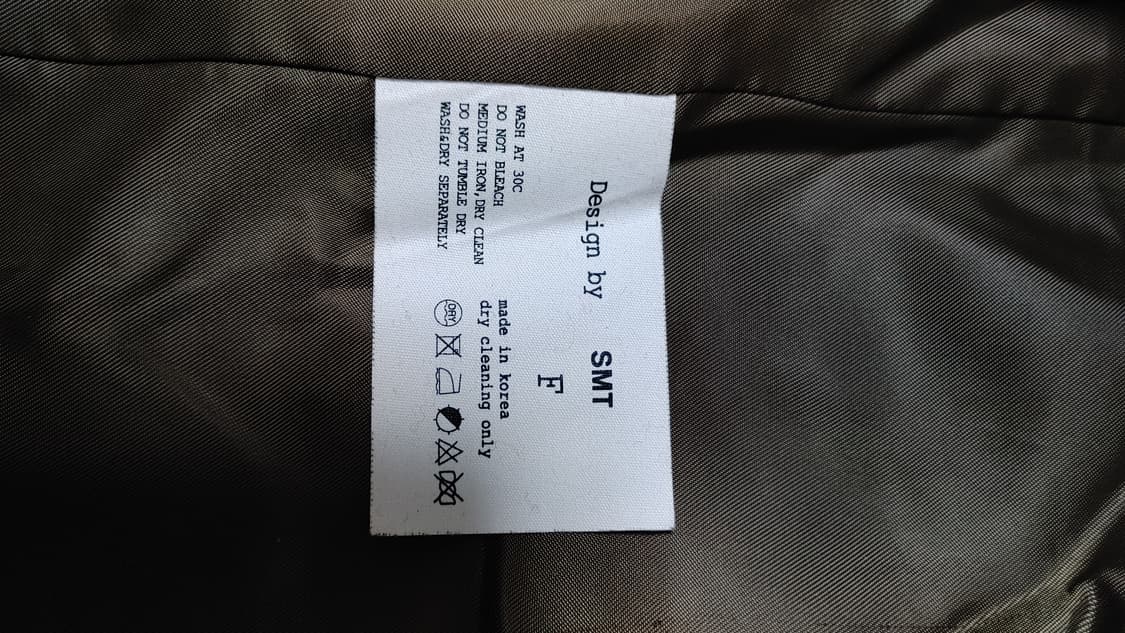 Design by SMT
F
WASH AT 30C
DO NOT BLEACH
MEDIUM IRON,DRY CLEAN
DO NOT TUMBLE DRY
WASH&DRY SEPARATELY
made in korea
dry cleaning only
DRY